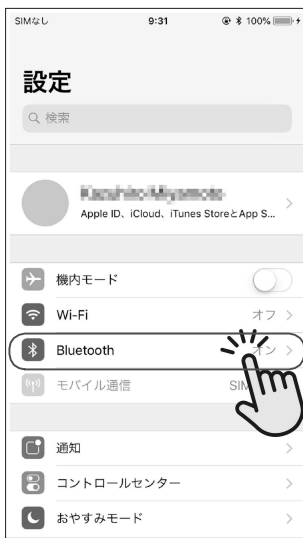 SIMなし 9:31 100%
設定
検索
Apple ID、iCloud、iTunes StoreとApp S...
機内モード
Wi-Fi オフ
Bluetooth オン
モバイル通信 SIM
通知
コントロールセンター
おやすみモード